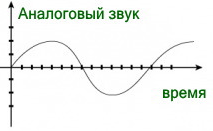 Аналоговый звук
время